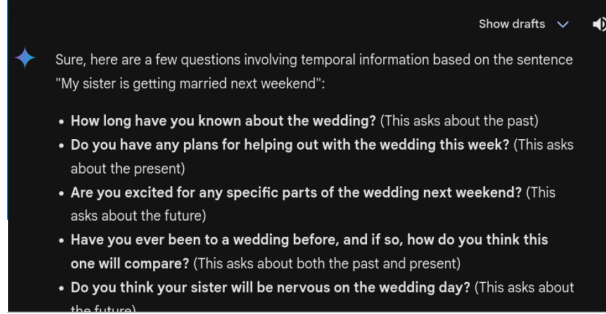 Show drafts
Sure, here are a few questions involving temporal information based on the sentence
"My sister is getting married next weekend":
• How long have you known about the wedding? (This asks about the past)
• Do you have any plans for helping out with the wedding this week? (This asks
about the present)
• Are you excited for any specific parts of the wedding next weekend? (This
asks about the future)
• Have you ever been to a wedding before, and if so, how do you think this
one will compare? (This asks about both the past and present)
• Do you think your sister will be nervous on the wedding day? (This asks about
the future)